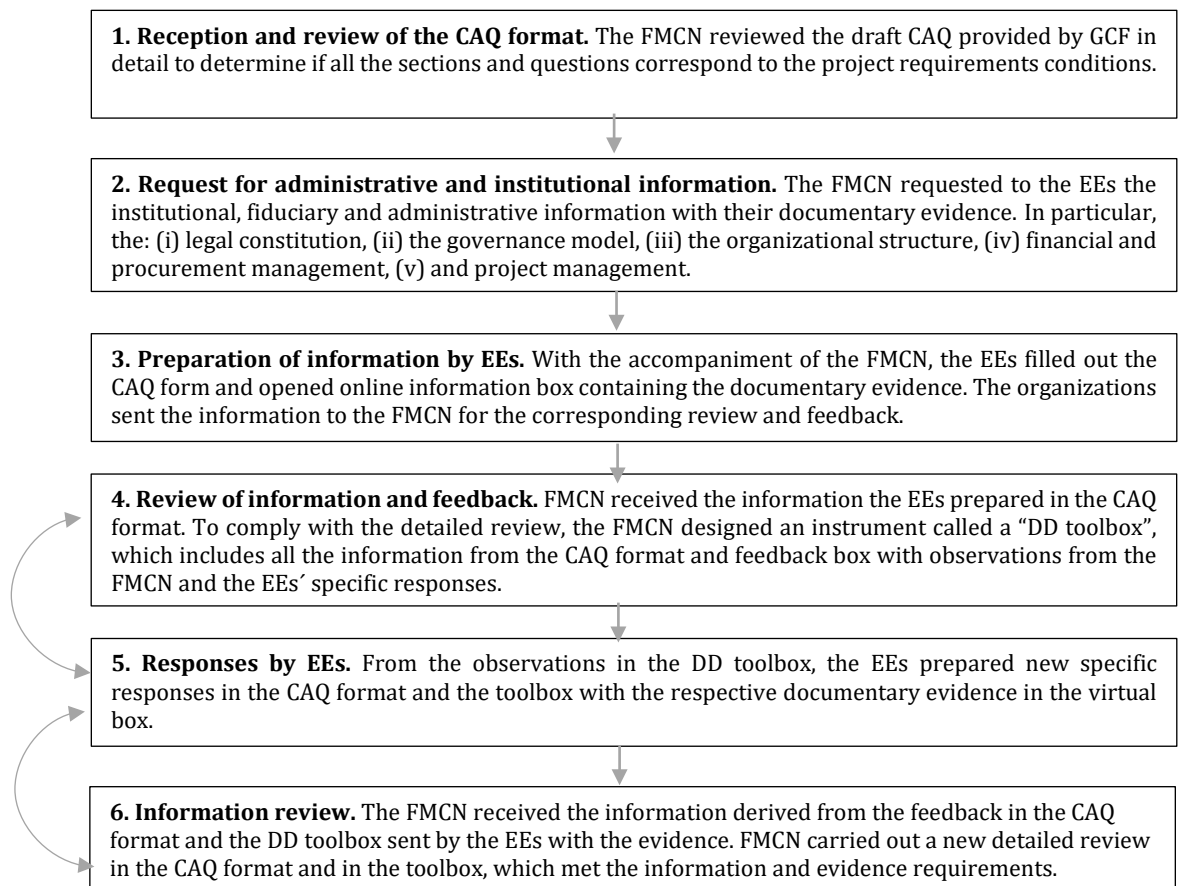 1. Reception and review of the CAQ format. The FMCN reviewed the draft CAQ provided by GCF in
detail to determine if all the sections and questions correspond to the project requirements conditions.
2. Request for administrative and institutional information. The FMCN requested to the EEs the
institutional, fiduciary and administrative information with their documentary evidence. In particular,
the: (i) legal constitution, (ii) the governance model, (iii) the organizational structure, (iv) financial and
procurement management, (v) and project management.
3. Preparation of information by EEs. With the accompaniment of the FMCN, the EEs filled out the
CAQ form and opened online information box containing the documentary evidence. The organizations
sent the information to the FMCN for the corresponding review and feedback.
4. Review of information and feedback. FMCN received the information the EEs prepared in the CAQ
format. To comply with the detailed review, the FMCN designed an instrument called a “DD toolbox”,
which includes all the information from the CAQ format and feedback box with observations from the
FMCN and the EEs´ specific responses.
5. Responses by EEs. From the observations in the DD toolbox, the EEs prepared new specific
responses in the CAQ format and the toolbox with the respective documentary evidence in the virtual
box.
6. Information review. The FMCN received the information derived from the feedback in the CAQ
format and the DD toolbox sent by the EEs with the evidence. FMCN carried out a new detailed review
in the CAQ format and in the toolbox, which met the information and evidence requirements.